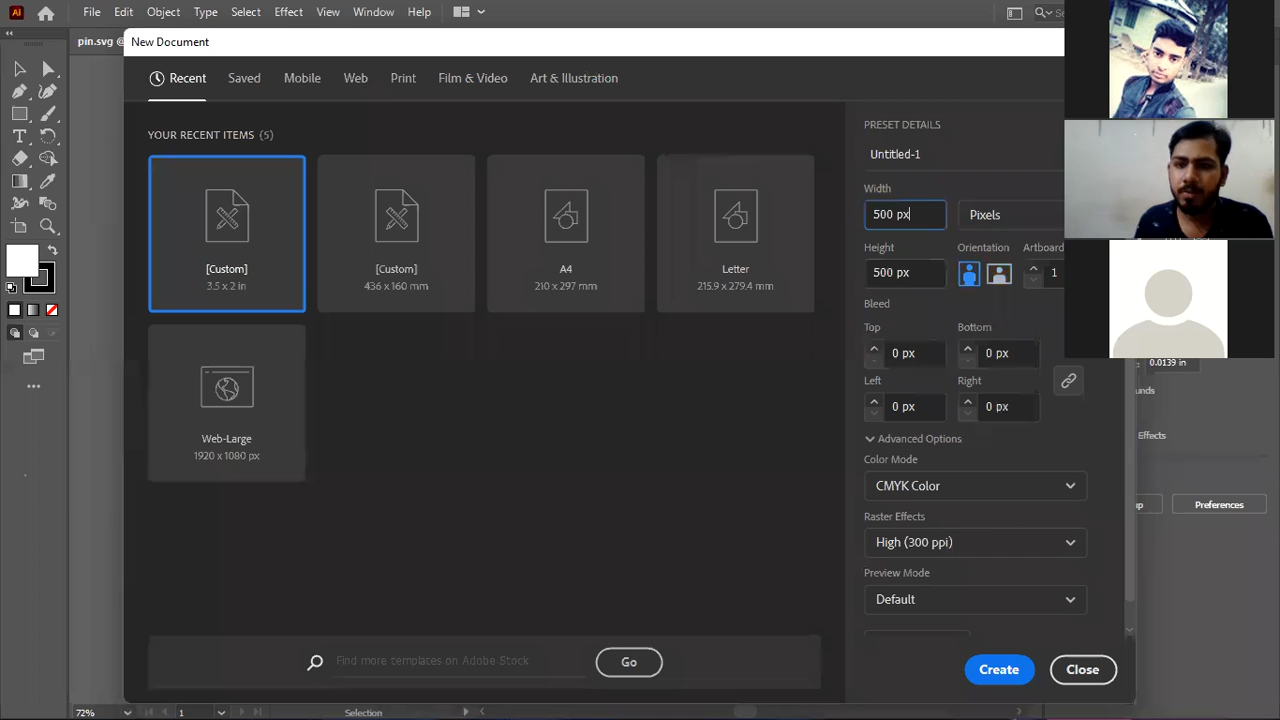 Ai File Edit Object Type Select Effect View Window Help
pin.svg @
New Document
Recent Saved Mobile Web Print Film & Video Art & Illustration
YOUR RECENT ITEMS (5)
[Custom]
3.5 x 2 in
[Custom]
436 x 160 mm
A4
210 x 297 mm
Letter
215.9 x 279.4 mm
Web-Large
1920 x 1080 px
Find more templates on Adobe Stock Go
PRESET DETAILS
Untitled-1
Width
500 px Pixels
Height Orientation Artboard
500 px 1
Bleed
Top Bottom
0 px 0 px
Left Right
0 px 0 px
Advanced Options
Color Mode
CMYK Color
Raster Effects
High (300 ppi)
Preview Mode
Default
Create Close
0.0139 in
ounds
Effects
up Preferences
72% 1 Selection